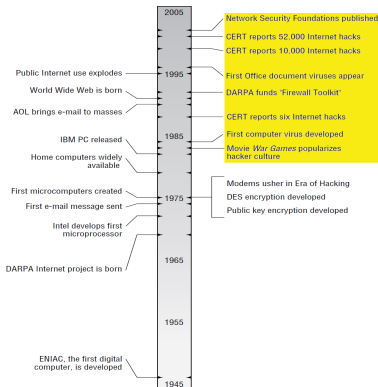 2005
Network Security Foundations published
CERT reports 52,000 Internet hacks
CERT reports 10,000 Internet hacks
Public Internet use explodes
1995
First Office document viruses appear
World Wide Web is born
DARPA funds "Firewall Toolkit"
AOL brings e-mail to masses
CERT reports six Internet hacks
1985
First computer virus developed
IBM PC released
Movie War Games popularizes
hacker culture
Home computers widely
available
Modems usher in Era of Hacking
First microcomputers created
DES encryption developed
1975
First e-mail message sent
Public key encryption developed
Intel develops first
microprocessor
DARPA Internet project is born
1965
1955
ENIAC, the first digital
computer, is developed
1945